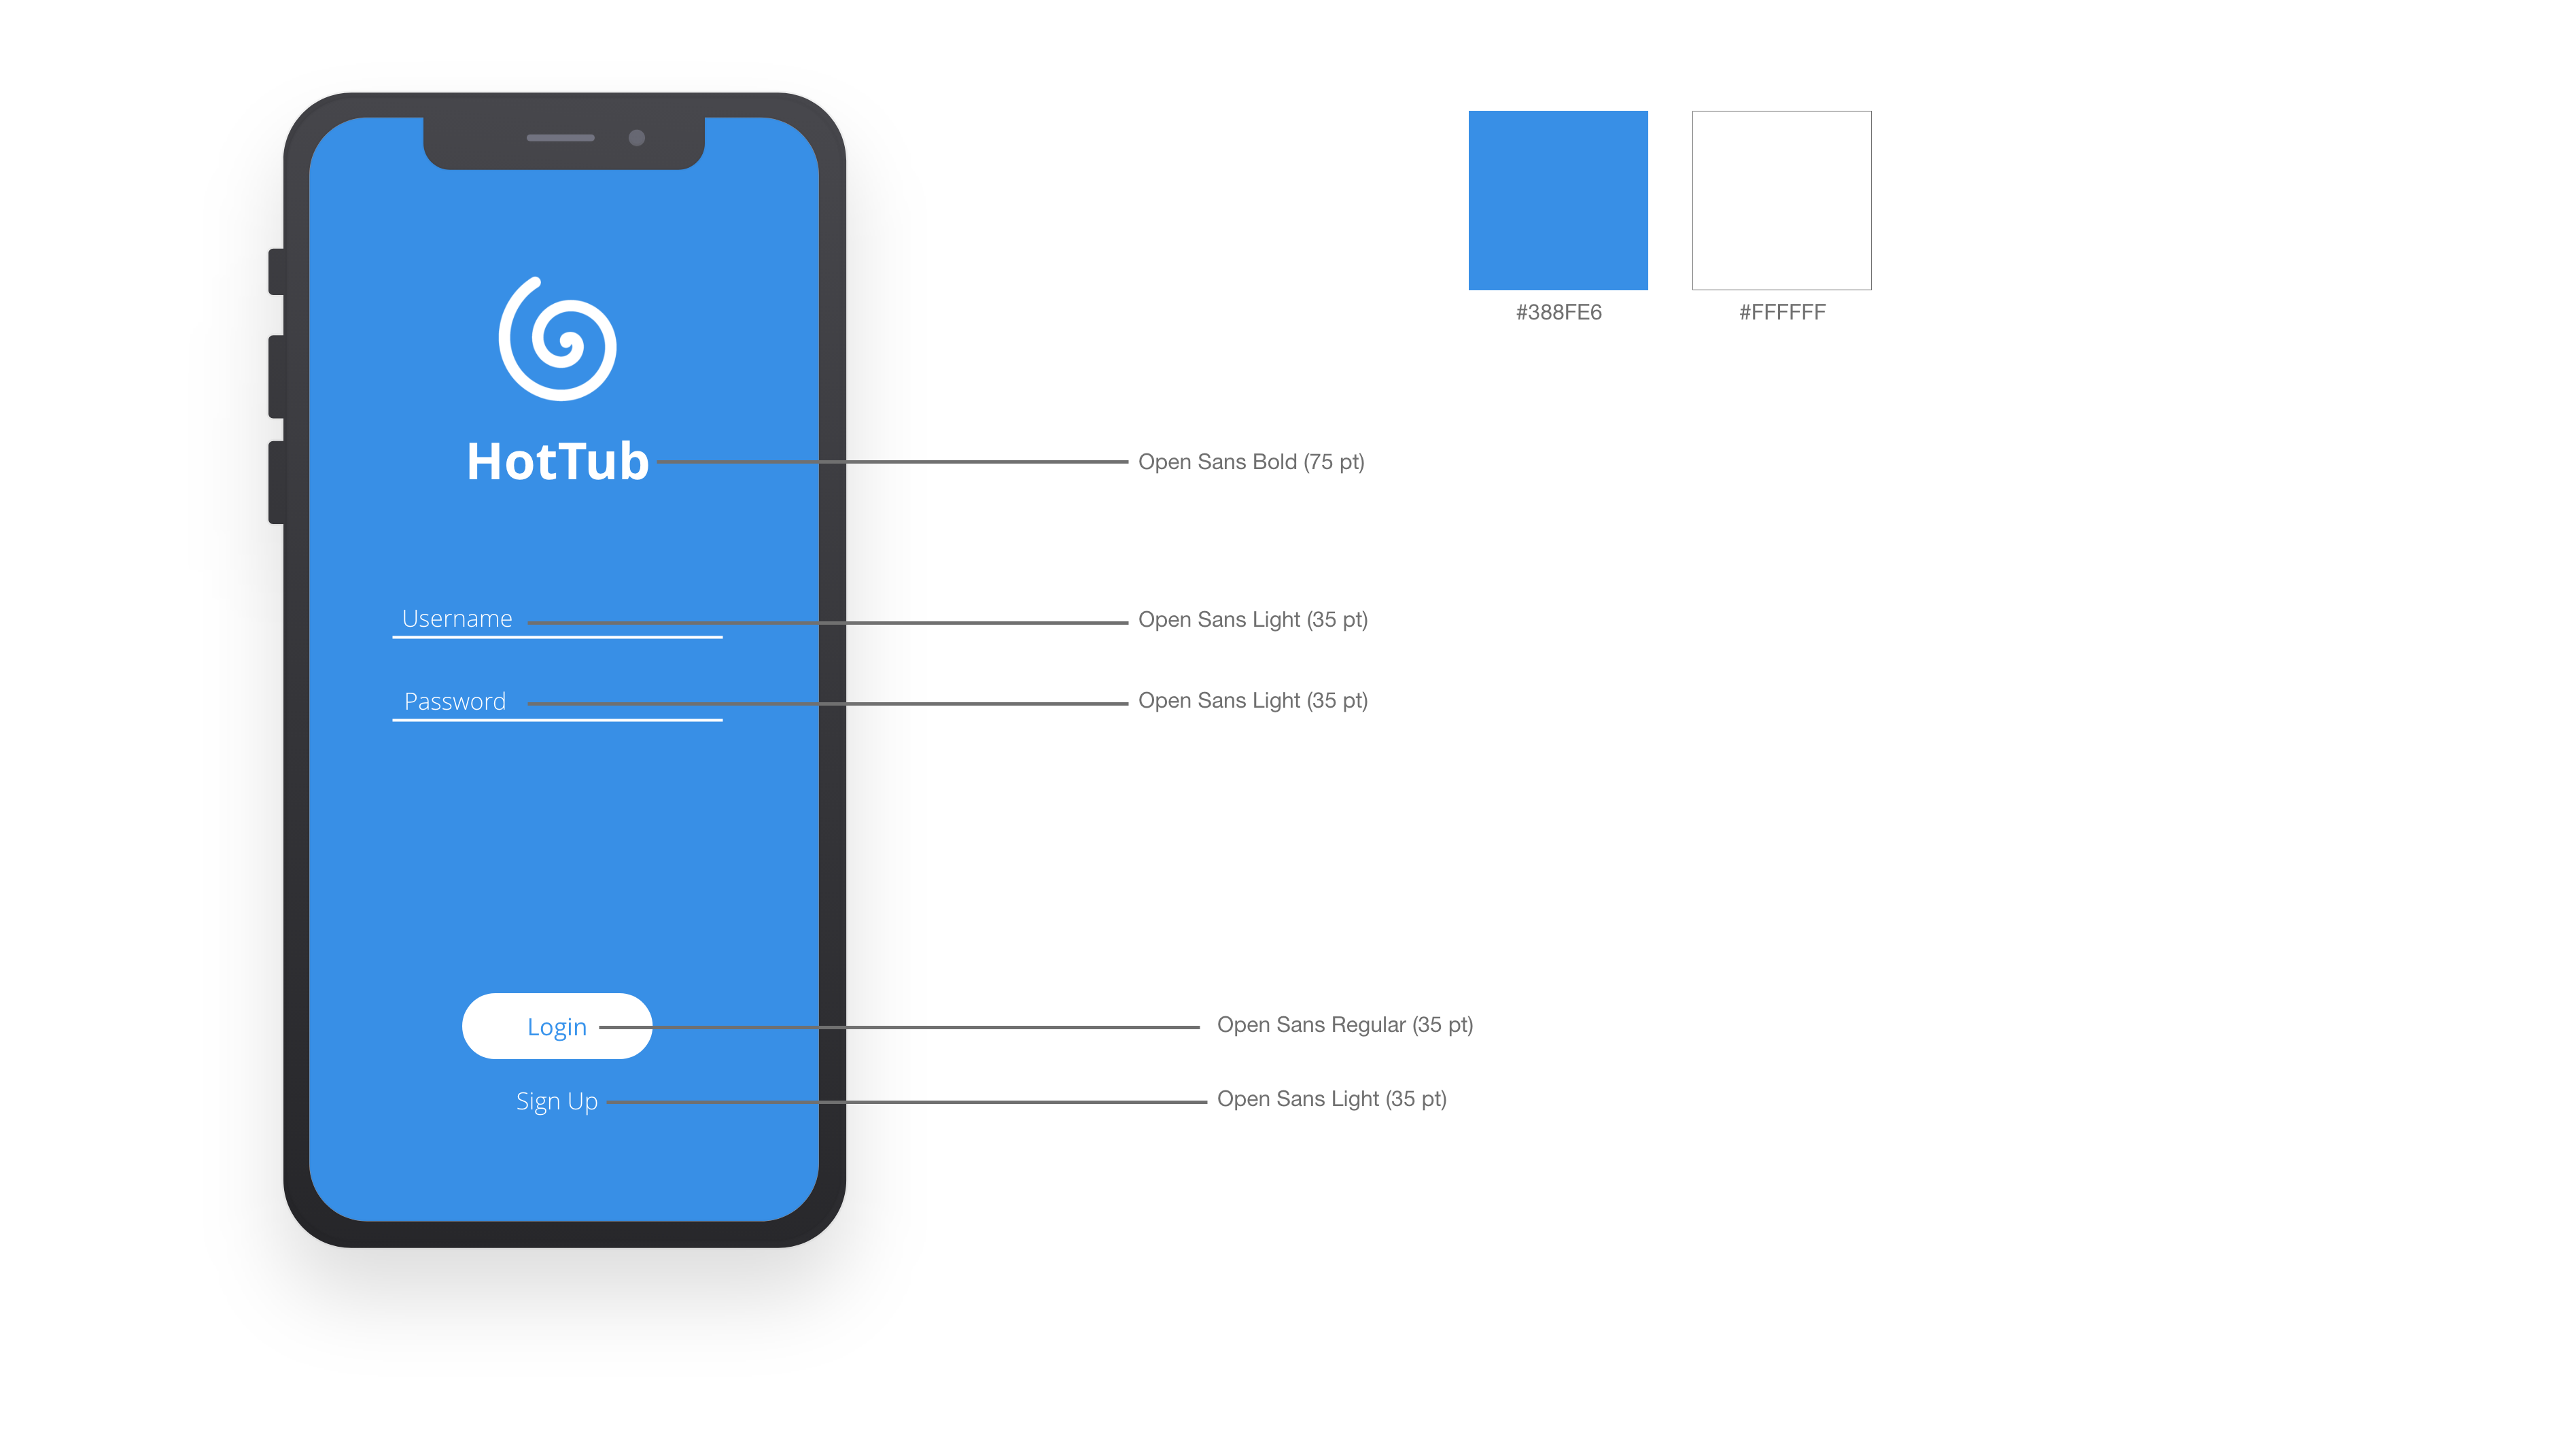 #388FE6
#FFFFFF
HotTub
Open Sans Bold (75 pt)
Username
Open Sans Light (35 pt)
Password
Open Sans Light (35 pt)
Login
Open Sans Regular (35 pt)
Sign Up
Open Sans Light (35 pt)